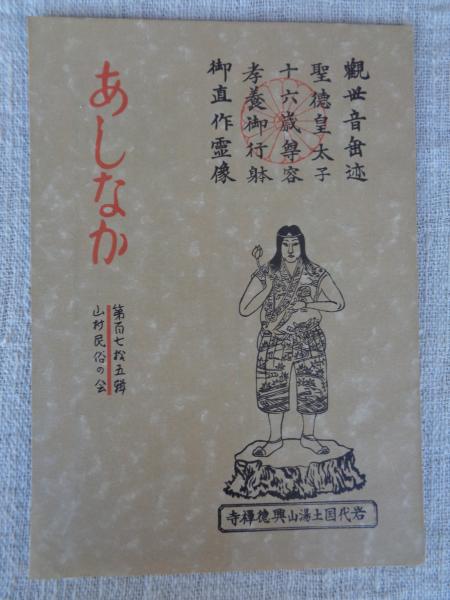 觀世音垂迹
聖德皇太子
十六歳尊容
孝養御行躰
御直作霊像
あしなか
第百七拾五輯
山村民俗の会
岩代国土湯山興徳禅寺